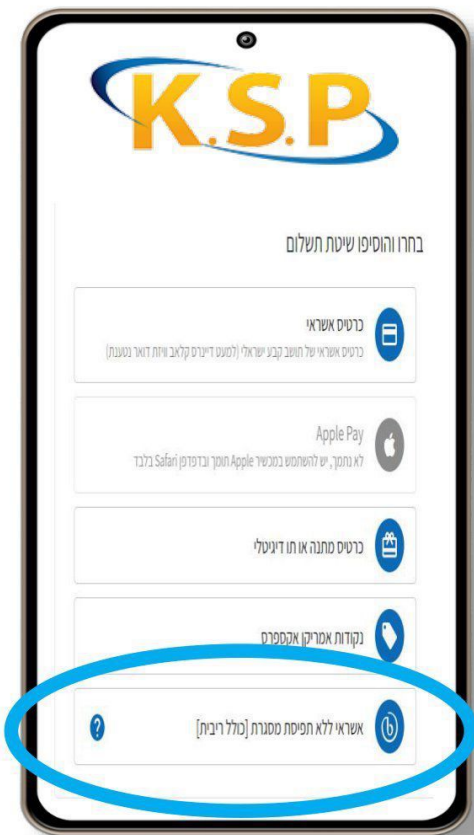 K.S.P
בחרו והוסיפו שיטת תשלום
כרטיס אשראי
כרטיס אשראי של תושב קבע ישראלי (למעט דיינרס קלאב וויזת דואר נטענת)
Apple Pay
לא נתמך, יש להשתמש במכשיר Apple תומך ובדפדפן Safari בלבד
כרטיס מתנה או תו דיגיטלי
נקודות אמריקן אקספרס
אשראי ללא תפיסת מסגרת [כולל ריבית]
?